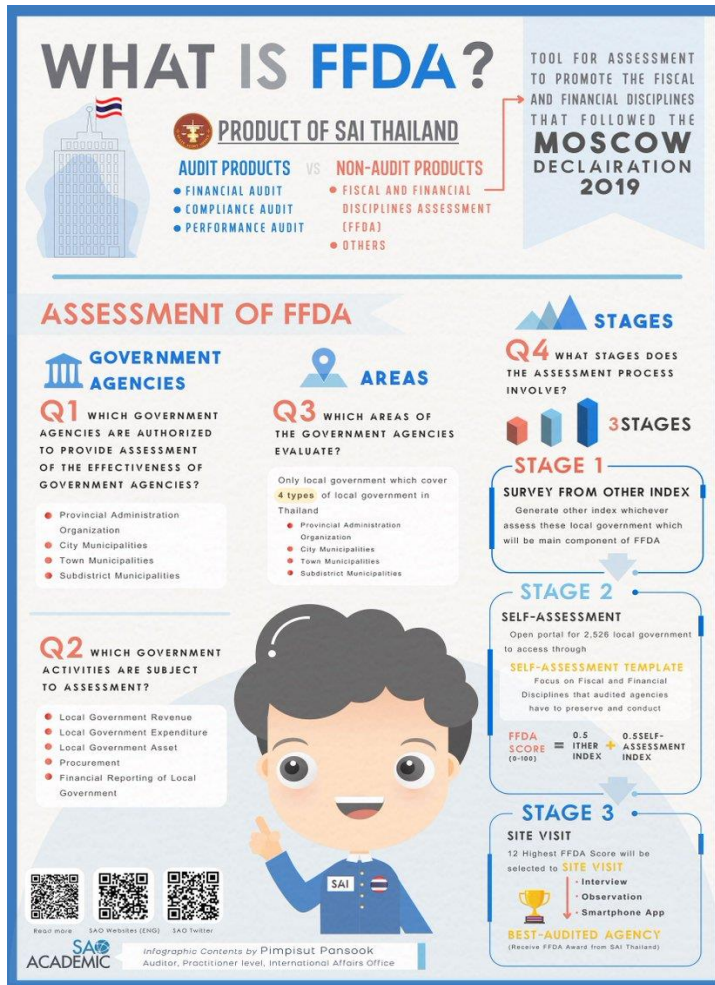 WHAT IS FFDA?
PRODUCT OF SAI THAILAND
AUDIT PRODUCTS VS NON-AUDIT PRODUCTS
FINANCIAL AUDIT
COMPLIANCE AUDIT
PERFORMANCE AUDIT
FISCAL AND FINANCIAL
DISCIPLINES ASSESSMENT
(FFDA)
OTHERS
TOOL FOR ASSESSMENT
TO PROMOTE THE FISCAL
AND FINANCIAL DISCIPLINES
THAT FOLLOWED THE
MOSCOW
DECLAIRATION
2019
ASSESSMENT OF FFDA
GOVERNMENT
AGENCIES
Q1 WHICH GOVERNMENT
AGENCIES ARE AUTHORIZED
TO PROVIDE ASSESSMENT
OF THE EFFECTIVENESS OF
GOVERNMENT AGENCIES?
Provincial Administration
Organization
City Municipalities
Town Municipalities
Subdistrict Municipalities
Q2 WHICH GOVERNMENT
ACTIVITIES ARE SUBJECT
TO ASSESSMENT?
Local Government Revenue
Local Government Expenditure
Local Government Asset
Procurement
Financial Reporting of Local
Government
AREAS
Q3 WHICH AREAS OF
THE GOVERNMENT AGENCIES
EVALUATE?
Only local government which cover
4 types of local government in
Thailand
Provincial Administration
Organization
City Municipalities
Town Municipalities
Subdistrict Municipalities
STAGES
Q4 WHAT STAGES DOES
THE ASSESSMENT PROCESS
INVOLVE?
3STAGES
STAGE 1
SURVEY FROM OTHER INDEX
Generate other index whichever
assess these local government which
will be main component of FFDA
STAGE 2
SELF-ASSESSMENT
Open portal for 2,526 local government
to access through
SELF-ASSESSMENT TEMPLATE
Focus on Fiscal and Financial
Disciplines that audited agencies
have to preserve and conduct
FFDA
SCORE
(0-100)
=
0.5
ITHER
INDEX
+
0.5SELF-
ASSESSMENT
INDEX
STAGE 3
SITE VISIT
12 Highest FFDA Score will be
selected to SITE VISIT
· Interview
· Observation
· Smartphone App
BEST-AUDITED AGENCY
(Receive FFDA Award from SAI Thailand)
SAI
Read more
SAO Websites (ENG)
SAO Twitter
SAO
ACADEMIC
Infographic Contents by Pimpisut Pansook
Auditor, Practitioner level, International Affairs Office